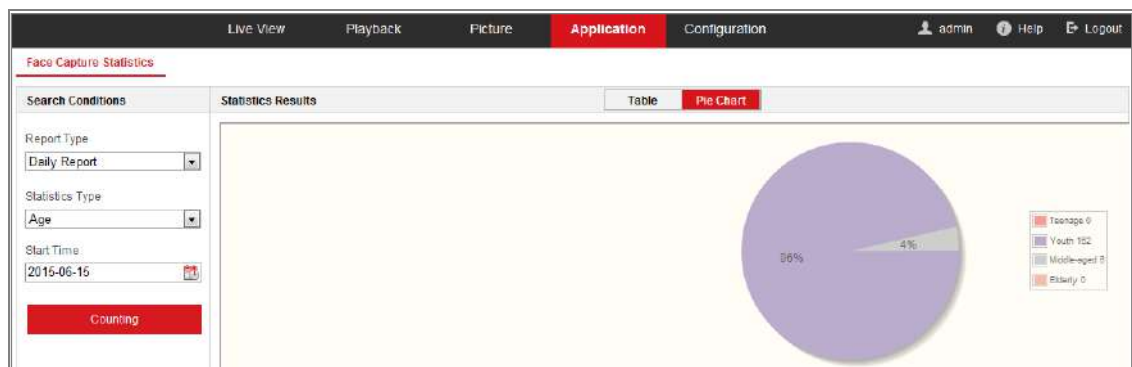 Live View Playback Picture Application Configuration admin Help Logout
Face Capture Statistics
Search Conditions
Statistics Results
Table Pie Chart
Report Type
Daily Report
Statistics Type
Age
Start Time
2015-06-15
Counting
96%
4%
Teenage 0
Youth 182
Middle-aged 8
Elderly 0